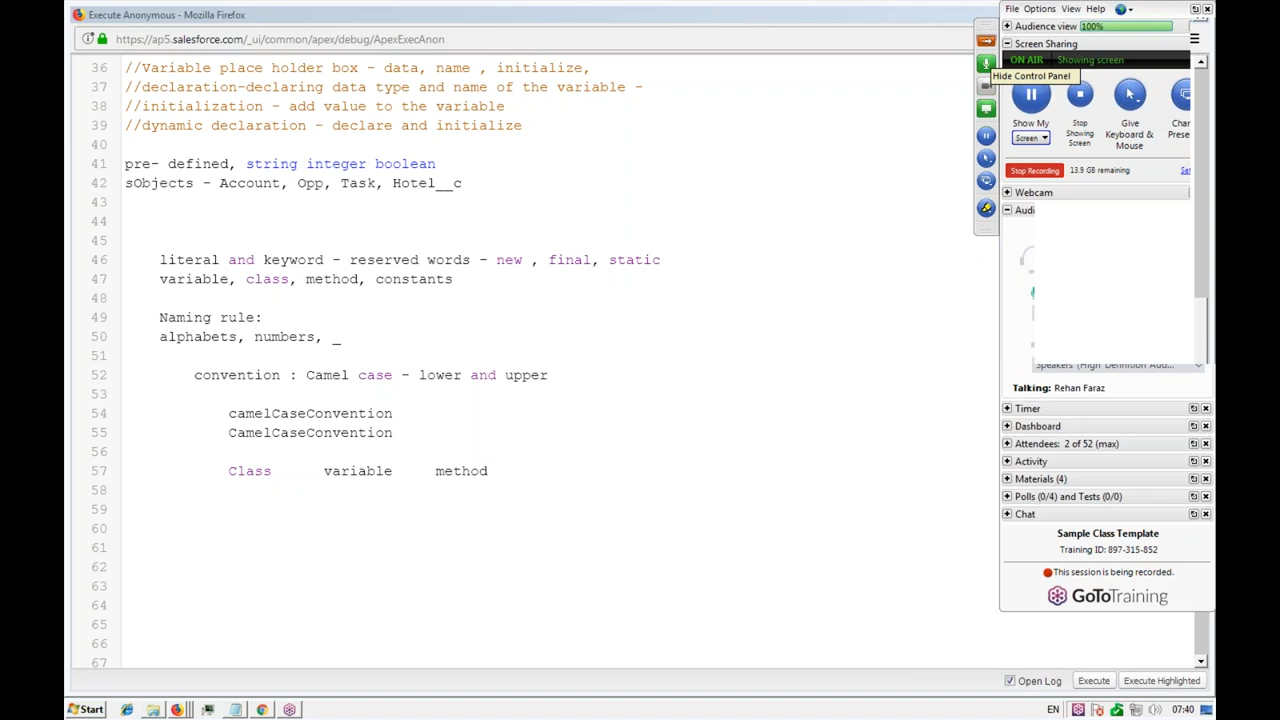 Execute Anonymous - Mozilla Firefox
https://ap5.salesforce.com/_ui/common/apex/debug/ApexExecAnon
36 //Variable place holder box - data, name , initialize,
37 //declaration-declaring data type and name of the variable -
38 //initialization - add value to the variable
39 //dynamic declaration - declare and initialize
40
41 pre- defined, string integer boolean
42 sObjects - Account, Opp, Task, Hotel__c
43
44
45
46 literal and keyword - reserved words - new , final, static
47 variable, class, method, constants
48
49 Naming rule:
50 alphabets, numbers, _
51
52 convention : Camel case - lower and upper
53
54 camelCaseConvention
55 CamelCaseConvention
56
57 Class variable method
58
59
60
61
62
63
64
65
66
67
Open Log Execute Execute Highlighted
File Options View Help
Audience view 100%
Screen Sharing
ON AIR Showing screen
Hide Control Panel
Show My
Screen
Stop
Showing
Screen
Give
Keyboard &
Mouse
Stop Recording 13.9 GB remaining
Webcam
Audi
Speakers (High Definition Aud...
Talking: Rehan Faraz
Timer
Dashboard
Attendees: 2 of 52 (max)
Activity
Materials (4)
Polls (0/4) and Tests (0/0)
Chat
Sample Class Template
Training ID: 897-315-852
This session is being recorded.
GoToTraining
Start
EN 07:40